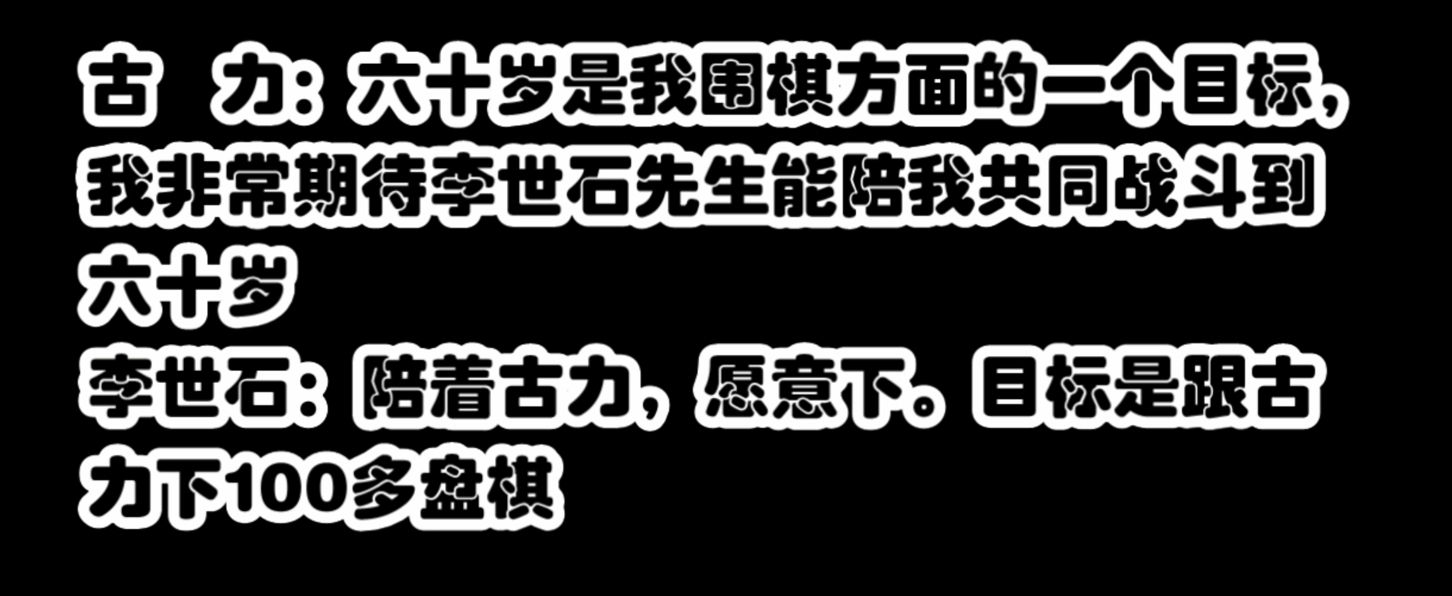 古　力：六十岁是我围棋方面的一个目标，
我非常期待李世石先生能陪我共同战斗到
六十岁
李世石：陪着古力，愿意下。目标是跟古
力下100多盘棋